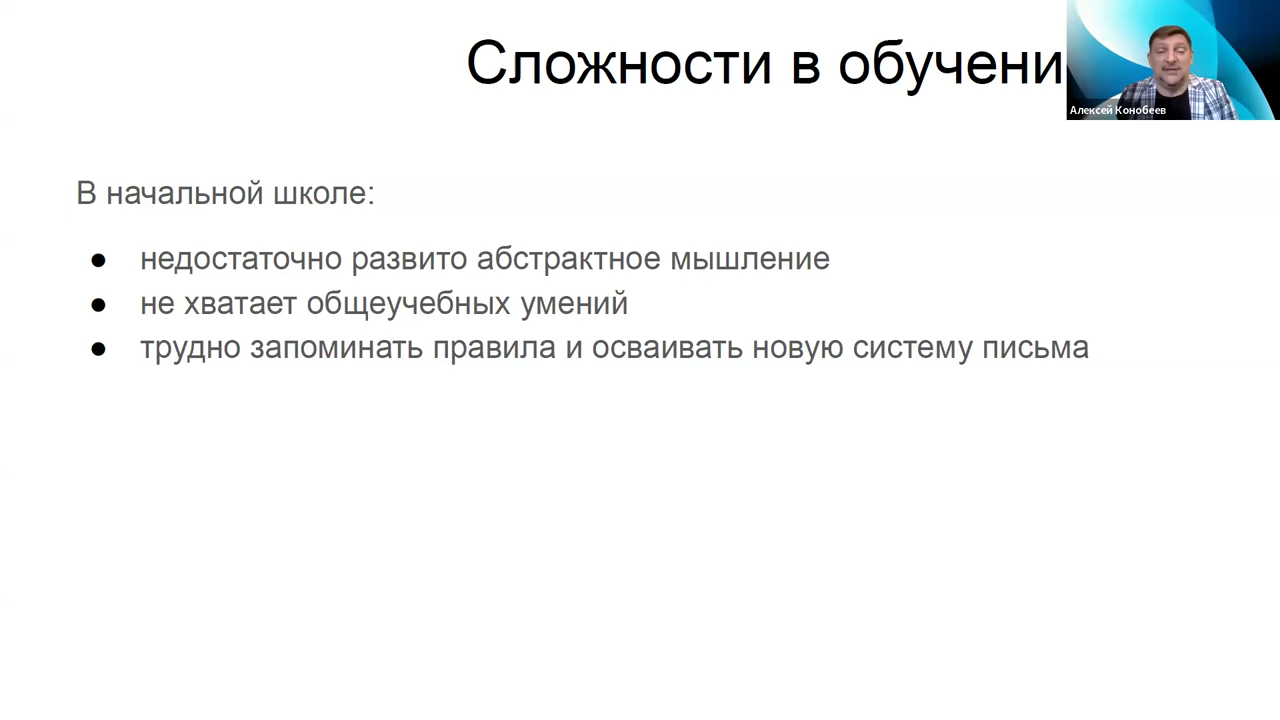 Сложности в обучени
Алексей Конобеев
В начальной школе:
● недостаточно развито абстрактное мышление
● не хватает общеучебных умений
● трудно запоминать правила и осваивать новую систему письма